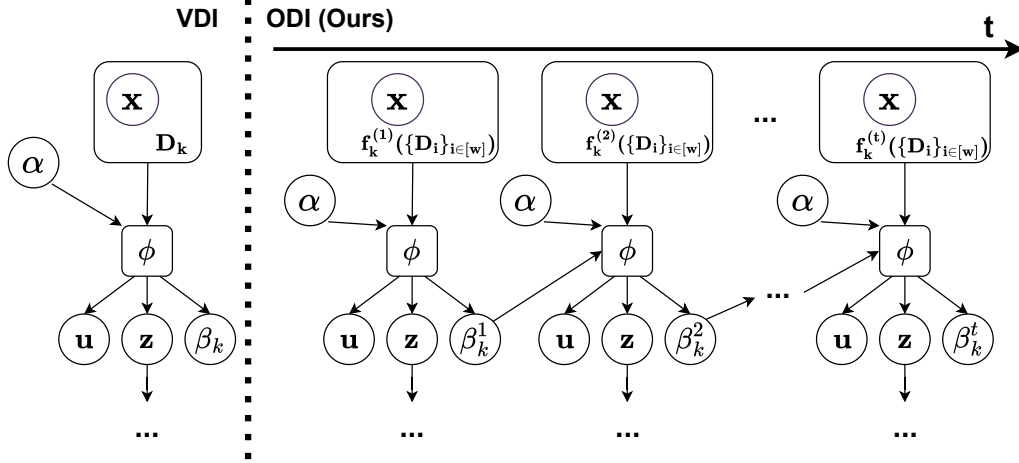 VDI
ODI (Ours)
t
x
D_k
α
ϕ
u z β_k
...
x
f_k^{(1)}({D_i}_{i∈[w]})
α
ϕ
u z β_k^1
...
x
f_k^{(2)}({D_i}_{i∈[w]})
α
ϕ
u z β_k^2
...
...
...
x
f_k^{(t)}({D_i}_{i∈[w]})
α
ϕ
u z β_k^t
...